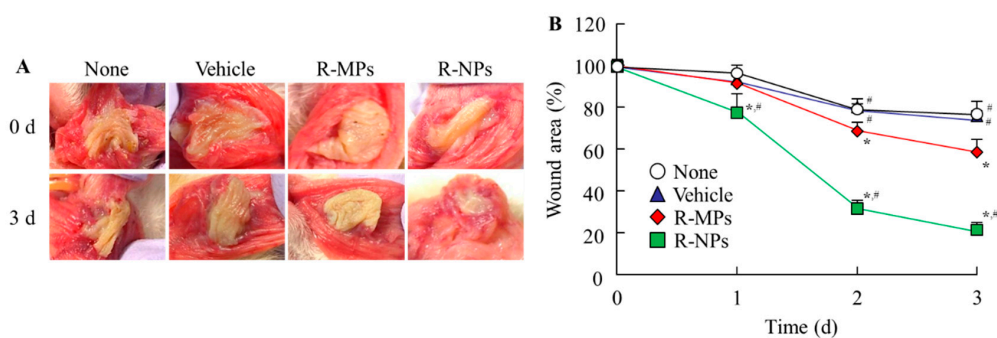 A
None Vehicle R-MPs R-NPs
0 d
3 d
B
Wound area (%)
120
100
80
60
40
20
0
#
#
*,#
#
#
*
*
*,#
*,#
None
Vehicle
R-MPs
R-NPs
0 1 2 3
Time (d)